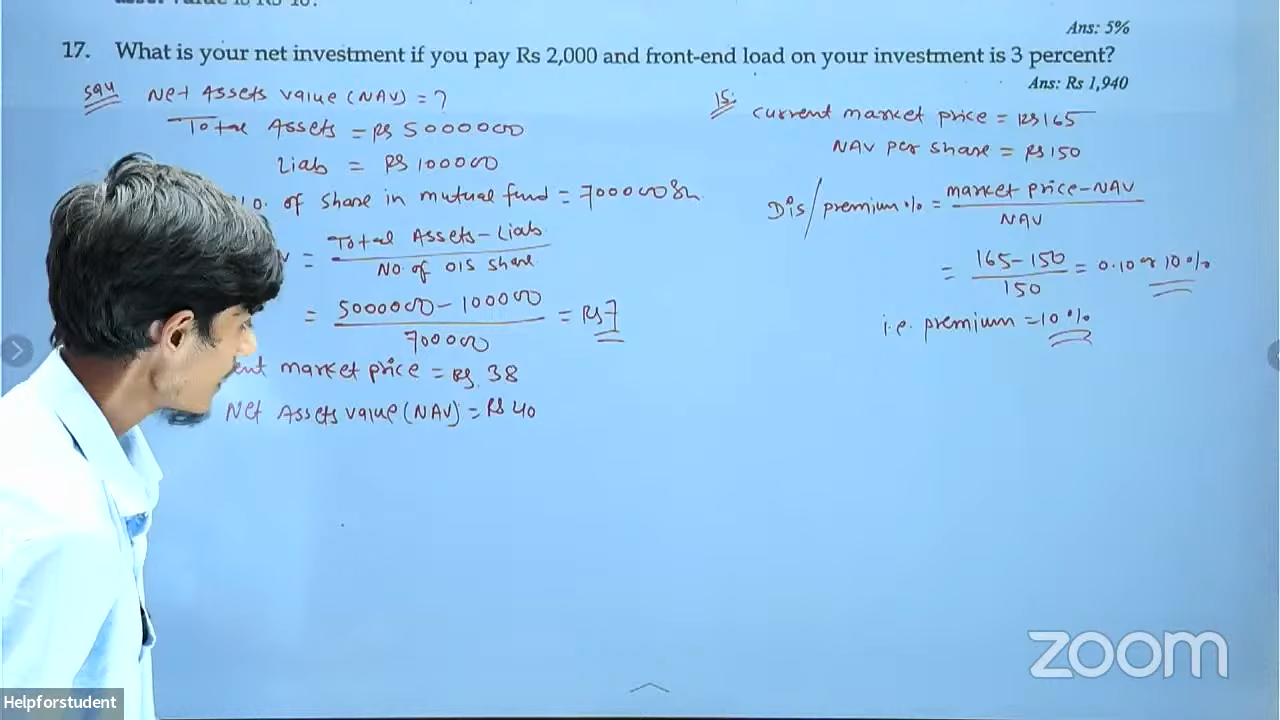 Ans: 5%
17. What is your net investment if you pay Rs 2,000 and front-end load on your investment is 3 percent?
Ans: Rs 1,940
Net Assets value (NAV) = ?
Total Assets = Rs 5000000
Liab = Rs 100000
o. of share in mutual fund = 700000 sh
= Total Assets - Liab
No. of O/S share
= 5000000 - 100000 = Rs 7
700000
ent market price = Rs. 38
Net Assets value (NAV) = Rs 40
15.
current market price = Rs 165
NAV per share = Rs 150
Dis/premium % = market price - NAV
NAV
= 165 - 150 = 0.10 or 10%
150
i.e. premium = 10%
zoom
Helpforstudent